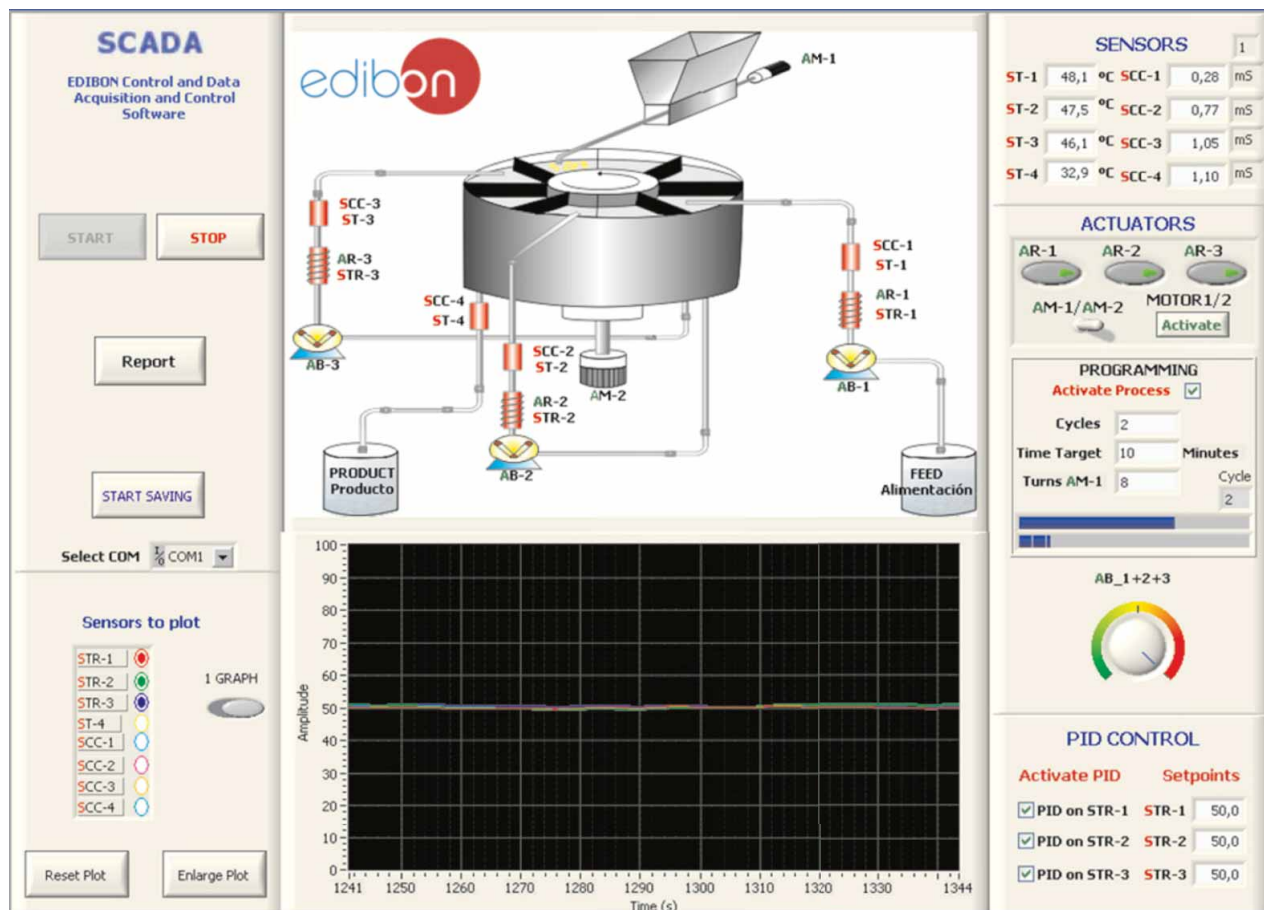 SCADA
EDIBON Control and Data
Acquisition and Control
Software
START
STOP
Report
START SAVING
Select COM
I/O COM1
Sensors to plot
STR-1
STR-2
STR-3
ST-4
SCC-1
SCC-2
SCC-3
SCC-4
1 GRAPH
Reset Plot
Enlarge Plot
edibon
AM-1
SCC-3
ST-3
AR-3
STR-3
AB-3
SCC-4
ST-4
SCC-2
ST-2
AR-2
STR-2
AB-2
AM-2
SCC-1
ST-1
AR-1
STR-1
AB-1
PRODUCT
Producto
FEED
Alimentación
Amplitude
100
90
80
70
60
50
40
30
20
10
0
1241 1250 1260 1270 1280 1290 1300 1310 1320 1330 1344
Time (s)
SENSORS 1
ST-1 48,1 ºC SCC-1 0,28 mS
ST-2 47,5 ºC SCC-2 0,77 mS
ST-3 46,1 ºC SCC-3 1,05 mS
ST-4 32,9 ºC SCC-4 1,10 mS
ACTUATORS
AR-1 AR-2 AR-3
AM-1/AM-2
MOTOR1/2
Activate
PROGRAMMING
Activate Process
Cycles 2
Time Target 10 Minutes
Turns AM-1 8
Cycle
2
AB_1+2+3
PID CONTROL
Activate PID Setpoints
PID on STR-1 STR-1 50,0
PID on STR-2 STR-2 50,0
PID on STR-3 STR-3 50,0